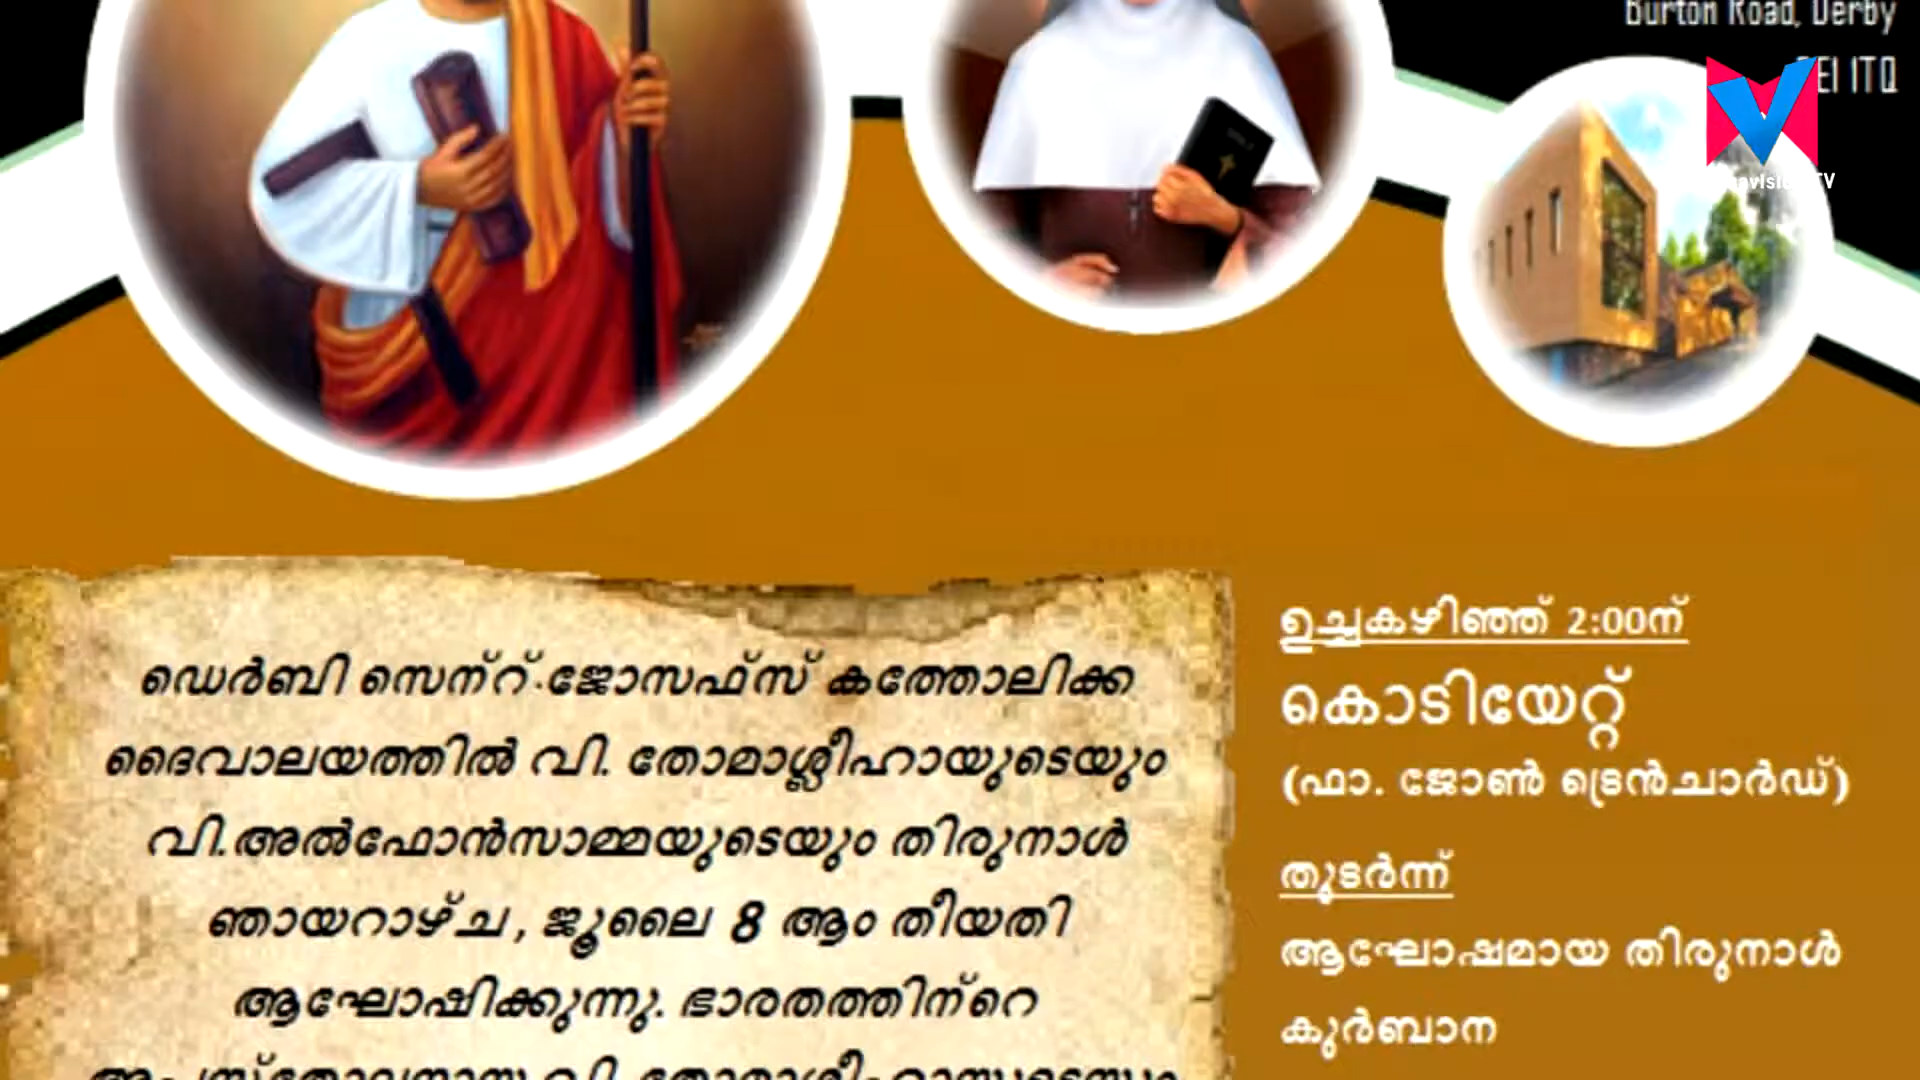 Burton Road, Derby
1TQ
ഡെർബി സെന്റ് ജോസഫ്സ് കത്തോലിക്ക
ദൈവാലയത്തിൽ വി. തോമാശ്ലീഹായുടെയും
വി.അൽഫോൻസാമ്മയുടെയും തിരുനാൾ
ഞായറാഴ്ച , ജൂലൈ 8 ആം തീയതി
ആഘോഷിക്കുന്നു. ഭാരതത്തിന്റെ
ഉച്ചകഴിഞ്ഞ് 2:00ന്
കൊടിയേറ്റ്
(ഫാ. ജോൺ ട്രെൻചാർഡ്)
തുടർന്ന്
ആഘോഷമായ തിരുനാൾ
കുർബാന